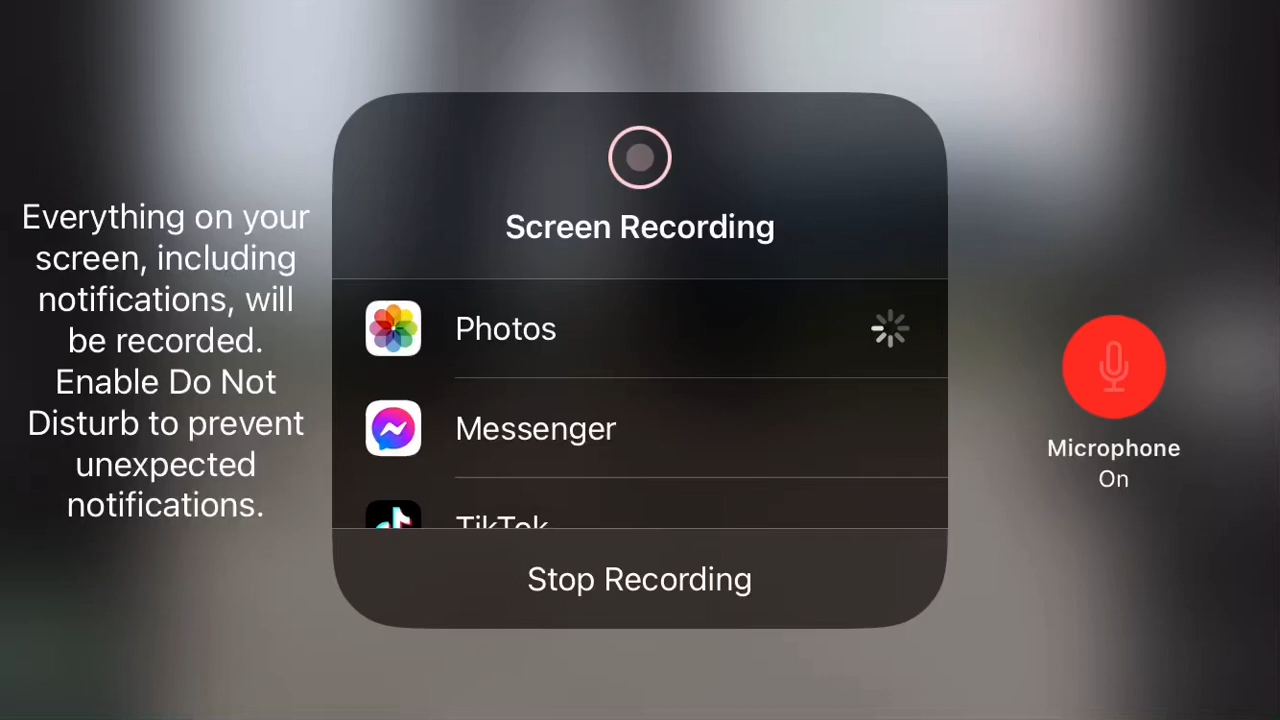 Everything on your
screen, including
notifications, will
be recorded.
Enable Do Not
Disturb to prevent
unexpected
notifications.
Screen Recording
Photos
Messenger
TikTok
Stop Recording
Microphone
On